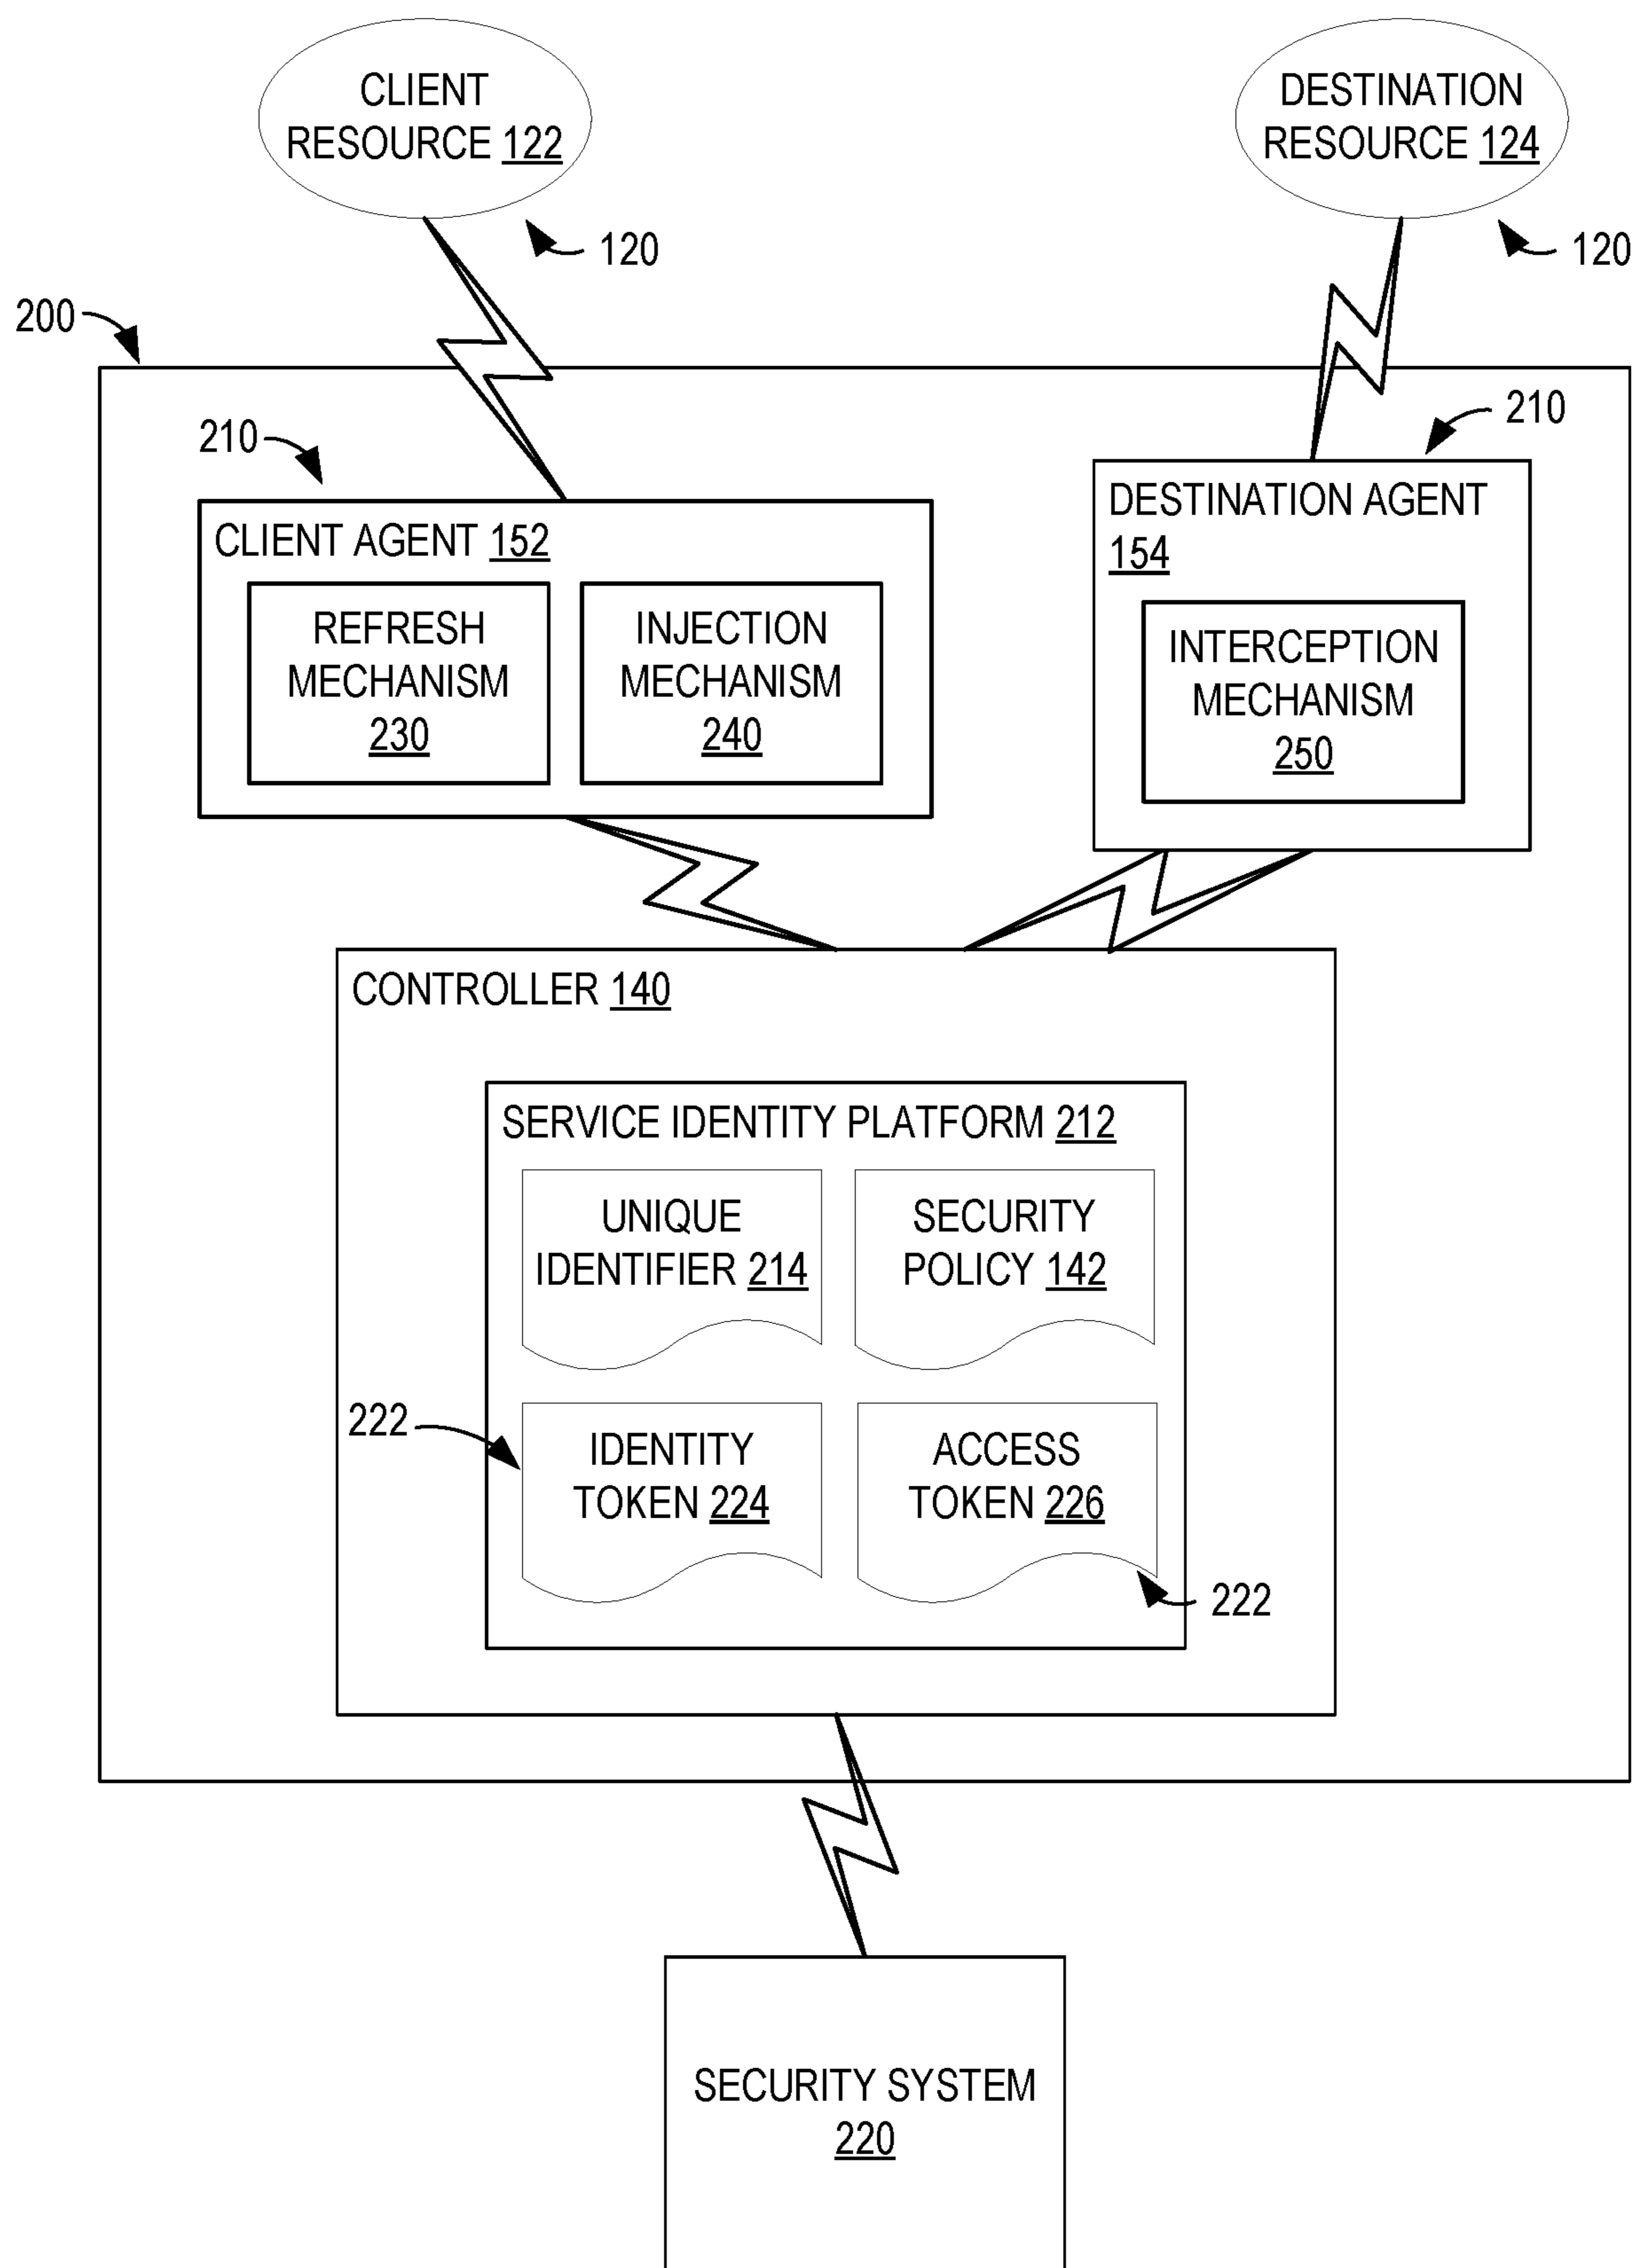 CLIENT
RESOURCE 122
DESTINATION
RESOURCE 124
120
120
200
210
210
CLIENT AGENT 152
REFRESH
MECHANISM
230
INJECTION
MECHANISM
240
DESTINATION AGENT
154
INTERCEPTION
MECHANISM
250
CONTROLLER 140
SERVICE IDENTITY PLATFORM 212
UNIQUE
IDENTIFIER 214
SECURITY
POLICY 142
222
IDENTITY
TOKEN 224
ACCESS
TOKEN 226
222
SECURITY SYSTEM
220